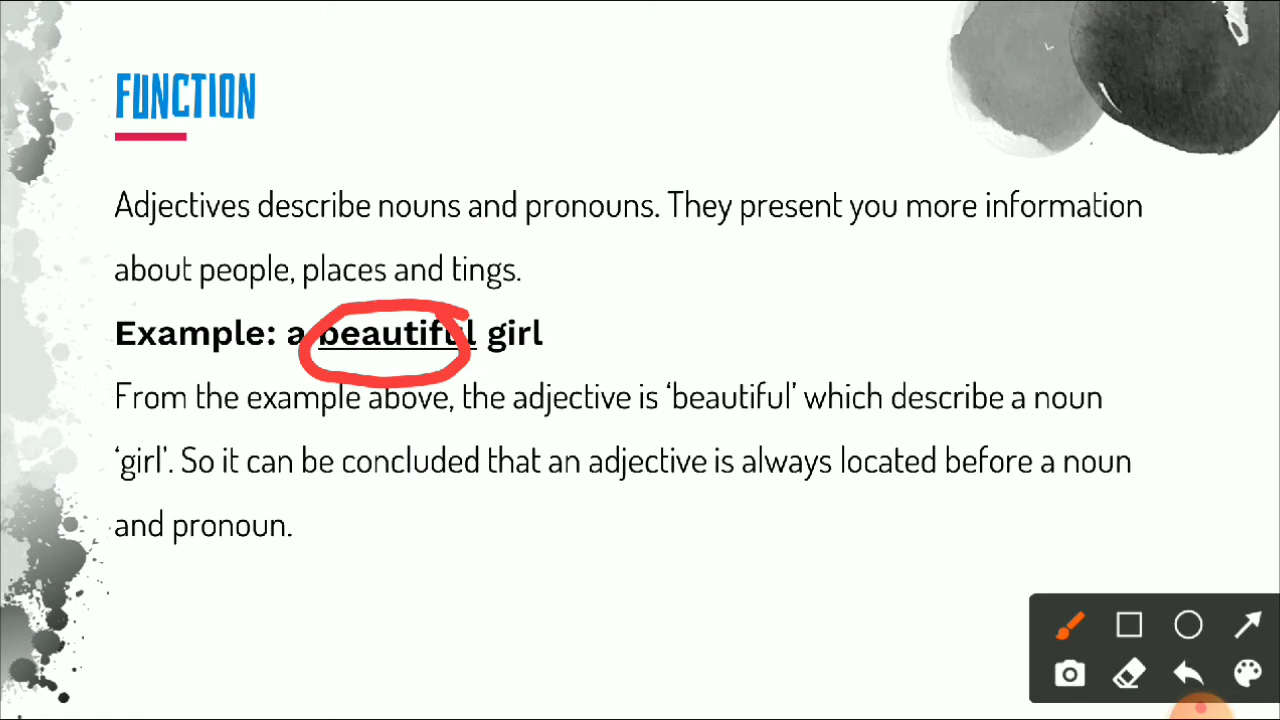 FUNCTION
Adjectives describe nouns and pronouns. They present you more information
about people, places and tings.
Example: a beautiful girl
From the example above, the adjective is ‘beautiful’ which describe a noun
‘girl’. So it can be concluded that an adjective is always located before a noun
and pronoun.